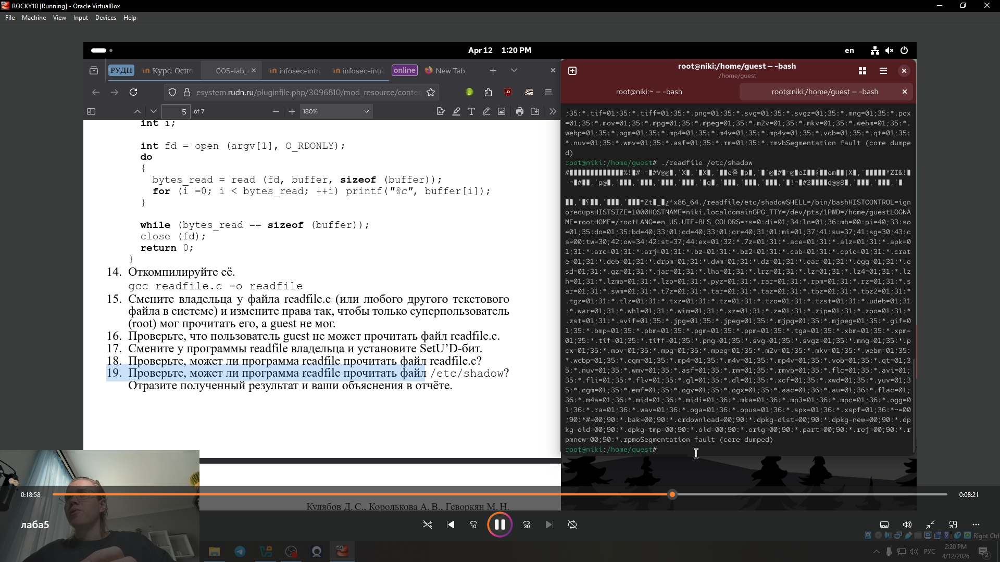 ROCKY10 [Running] - Oracle VirtualBox
File Machine View Input Devices Help
Apr 12 1:20 PM
en
РУДН
Курс: Осно
005-lab_
infosec-intr
infosec-intr
online
New Tab
esystem.rudn.ru/pluginfile.php/3096810/mod_resource/conten
5 of 7
180%
int i;
int fd = open (argv[1], O_RDONLY);
do
{
bytes_read = read (fd, buffer, sizeof (buffer));
for (i =0; i < bytes_read; ++i) printf("%c", buffer[i]);
}
while (bytes_read == sizeof (buffer));
close (fd);
return 0;
}
14. Откомпилируйте её.
gcc readfile.c -o readfile
15. Смените владельца у файла readfile.c (или любого другого текстового
файла в системе) и измените права так, чтобы только суперпользователь
(root) мог прочитать его, a guest не мог.
16. Проверьте, что пользователь guest не может прочитать файл readfile.c.
17. Смените у программы readfile владельца и установите SetU’D-бит.
18. Проверьте, может ли программа readfile прочитать файл readfile.c?
19. Проверьте, может ли программа readfile прочитать файл /etc/shadow?
Отразите полученный результат и ваши объяснения в отчёте.
Кулябов Д. С., Королькова А. В., Геворкян М. Н.
root@niki:/home/guest — -bash
/home/guest
root@niki:~ — -bash
root@niki:/home/guest — -bash
;35:*.tif=01;35:*.tiff=01;35:*.png=01;35:*.svg=01;35:*.svgz=01;35:*.mng=01;35:*.pcx
=01;35:*.mov=01;35:*.mpg=01;35:*.mpeg=01;35:*.m2v=01;35:*.mkv=01;35:*.webm=01;35:*.
webp=01;35:*.ogm=01;35:*.mp4=01;35:*.m4v=01;35:*.mp4v=01;35:*.vob=01;35:*.qt=01;35:
*.nuv=01;35:*.wmv=01;35:*.asf=01;35:*.rm=01;35:*.rmvbSegmentation fault (core dumpe
d)
root@niki:/home/guest# ./readfile /etc/shadow
x86_64./readfile/etc/shadowSHELL=/bin/bashHISTCONTROL=ign
oredupsHISTSIZE=1000HOSTNAME=niki.localdomainGPG_TTY=/dev/pts/1PWD=/home/guestLOGNA
ME=rootHOME=/rootLANG=en_US.UTF-8LS_COLORS=rs=0:di=01;34:ln=01;36:mh=00:pi=40;33:so
=01;35:do=01;35:bd=40;33;01:cd=40;33;01:or=40;31;01:mi=01;37;41:su=37;41:sg=30;43:c
a=00:tw=30;42:ow=34;42:st=37;44:ex=01;32:*.7z=01;31:*.ace=01;31:*.alz=01;31:*.apk=0
1;31:*.arc=01;31:*.arj=01;31:*.bz=01;31:*.bz2=01;31:*.cab=01;31:*.cpio=01;31:*.crat
e=01;31:*.deb=01;31:*.drpm=01;31:*.dwm=01;31:*.dz=01;31:*.ear=01;31:*.egg=01;31:*.e
sd=01;31:*.gz=01;31:*.jar=01;31:*.lha=01;31:*.lrz=01;31:*.lz=01;31:*.lz4=01;31:*.lz
h=01;31:*.lzma=01;31:*.lzo=01;31:*.pyz=01;31:*.rar=01;31:*.rpm=01;31:*.rz=01;31:*.s
ar=01;31:*.swm=01;31:*.t7z=01;31:*.tar=01;31:*.taz=01;31:*.tbz=01;31:*.tbz2=01;31:*
.tgz=01;31:*.tlz=01;31:*.txz=01;31:*.tz=01;31:*.tzo=01;31:*.tzst=01;31:*.udeb=01;31
:*.war=01;31:*.whl=01;31:*.wim=01;31:*.xz=01;31:*.z=01;31:*.zip=01;31:*.zoo=01;31:*
.zst=01;31:*.avif=01;35:*.jpg=01;35:*.jpeg=01;35:*.mjpg=01;35:*.mjpeg=01;35:*.gif=0
1;35:*.bmp=01;35:*.pbm=01;35:*.pgm=01;35:*.ppm=01;35:*.tga=01;35:*.xbm=01;35:*.xpm=
01;35:*.tif=01;35:*.tiff=01;35:*.png=01;35:*.svg=01;35:*.svgz=01;35:*.mng=01;35:*.p
cx=01;35:*.mov=01;35:*.mpg=01;35:*.mpeg=01;35:*.m2v=01;35:*.mkv=01;35:*.webm=01;35:
*.webp=01;35:*.ogm=01;35:*.mp4=01;35:*.m4v=01;35:*.mp4v=01;35:*.vob=01;35:*.qt=01;3
5:*.nuv=01;35:*.wmv=01;35:*.asf=01;35:*.rm=01;35:*.rmvb=01;35:*.flc=01;35:*.avi=01;
35:*.fli=01;35:*.flv=01;35:*.gl=01;35:*.dl=01;35:*.xcf=01;35:*.xwd=01;35:*.yuv=01;3
5:*.cgm=01;35:*.emf=01;35:*.ogv=01;35:*.ogx=01;35:*.aac=01;36:*.au=01;36:*.flac=01;
36:*.m4a=01;36:*.mid=01;36:*.midi=01;36:*.mka=01;36:*.mp3=01;36:*.mpc=01;36:*.ogg=0
1;36:*.ra=01;36:*.wav=01;36:*.oga=01;36:*.opus=01;36:*.spx=01;36:*.xspf=01;36:*~=00
;90:*#=00;90:*.bak=00;90:*.crdownload=00;90:*.dpkg-dist=00;90:*.dpkg-new=00;90:*.dp
kg-old=00;90:*.dpkg-tmp=00;90:*.old=00;90:*.orig=00;90:*.part=00;90:*.rej=00;90:*.r
pmnew=00;90:*.rpmoSegmentation fault (core dumped)
root@niki:/home/guest#
0:18:58
0:08:21
лаба5
10
30
Right Ctrl
РУС
2:20 PM
4/12/2026
2